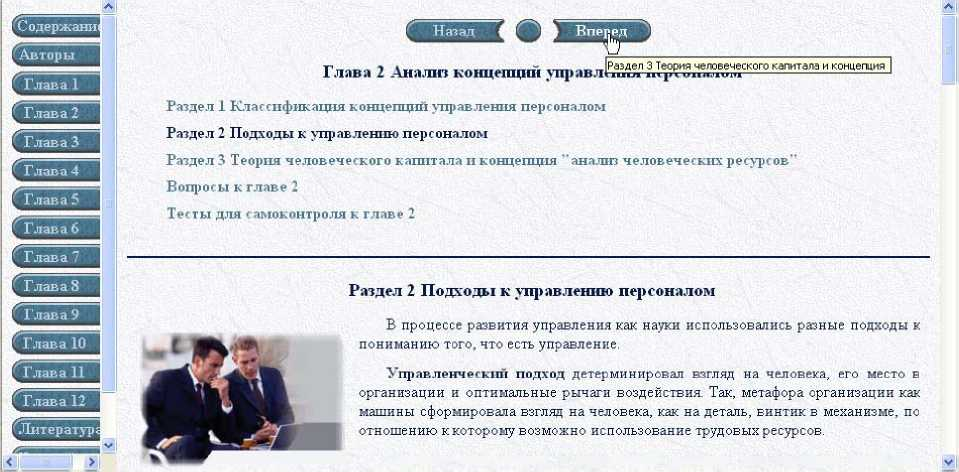 Содержание
Авторы
Глава 1
Глава 2
Глава 3
Глава 4
Глава 5
Глава 6
Глава 7
Глава 8
Глава 9
Глава 10
Глава 11
Глава 12
Литература
Назад
Вперед
Раздел 3 Теория человеческого капитала и концепция
Глава 2 Анализ концепций управления персоналом
Раздел 1 Классификация концепций управления персоналом
Раздел 2 Подходы к управлению персоналом
Раздел 3 Теория человеческого капитала и концепция "анализ человеческих ресурсов"
Вопросы к главе 2
Тесты для самоконтроля к главе 2
Раздел 2 Подходы к управлению персоналом
В процессе развития управления как науки использовались разные подходы к
пониманию того, что есть управление.
Управленческий подход детерминировал взгляд на человека, его место в
организации и оптимальные рычаги воздействия. Так, метафора организации как
машины сформировала взгляд на человека, как на деталь, винтик в механизме, по
отношению к которому возможно использование трудовых ресурсов.